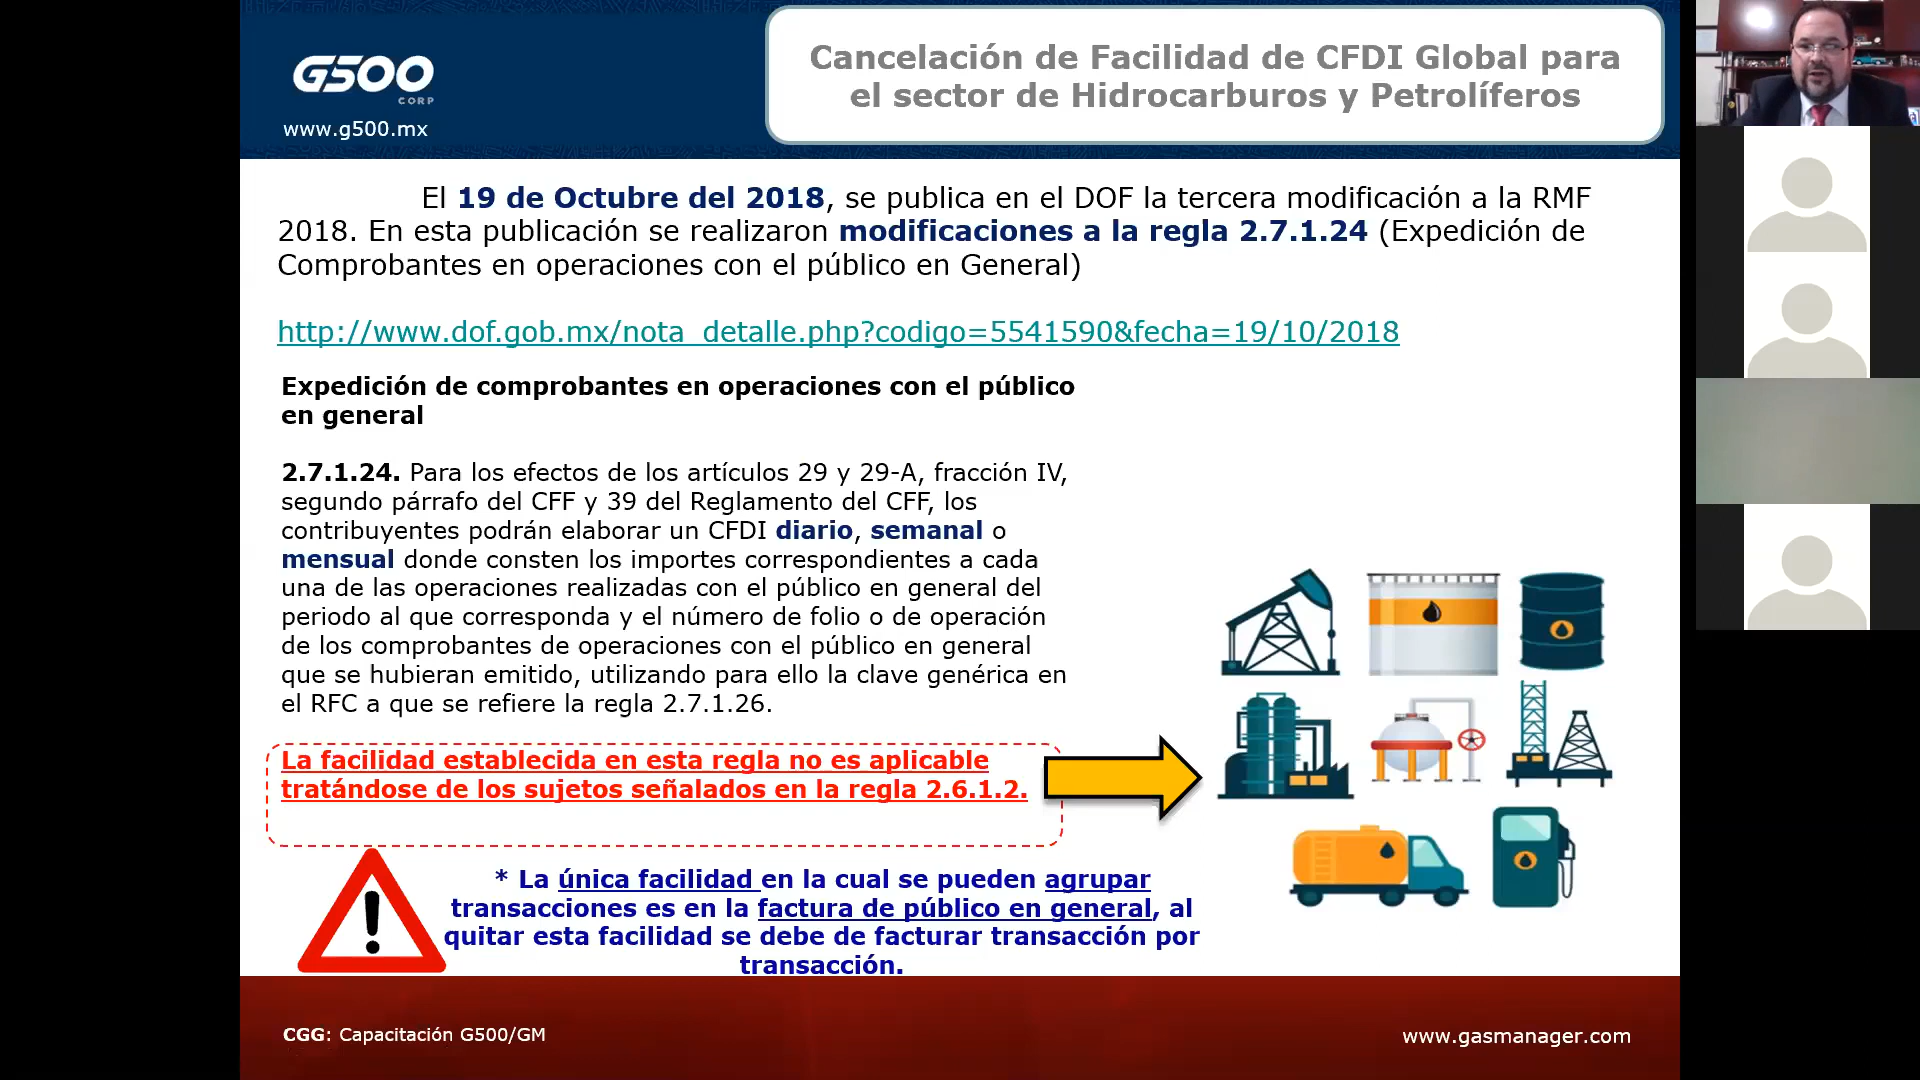 G500
CORP
www.g500.mx
Cancelación de Facilidad de CFDI Global para
el sector de Hidrocarburos y Petrolíferos
El 19 de Octubre del 2018, se publica en el DOF la tercera modificación a la RMF
2018. En esta publicación se realizaron modificaciones a la regla 2.7.1.24 (Expedición de
Comprobantes en operaciones con el público en General)
http://www.dof.gob.mx/nota_detalle.php?codigo=5541590&fecha=19/10/2018
Expedición de comprobantes en operaciones con el público
en general
2.7.1.24. Para los efectos de los artículos 29 y 29-A, fracción IV,
segundo párrafo del CFF y 39 del Reglamento del CFF, los
contribuyentes podrán elaborar un CFDI diario, semanal o
mensual donde consten los importes correspondientes a cada
una de las operaciones realizadas con el público en general del
periodo al que corresponda y el número de folio o de operación
de los comprobantes de operaciones con el público en general
que se hubieran emitido, utilizando para ello la clave genérica en
el RFC a que se refiere la regla 2.7.1.26.
La facilidad establecida en esta regla no es aplicable
tratándose de los sujetos señalados en la regla 2.6.1.2.
* La única facilidad en la cual se pueden agrupar
transacciones es en la factura de público en general, al
quitar esta facilidad se debe de facturar transacción por
transacción.
CGG: Capacitación G500/GM
www.gasmanager.com